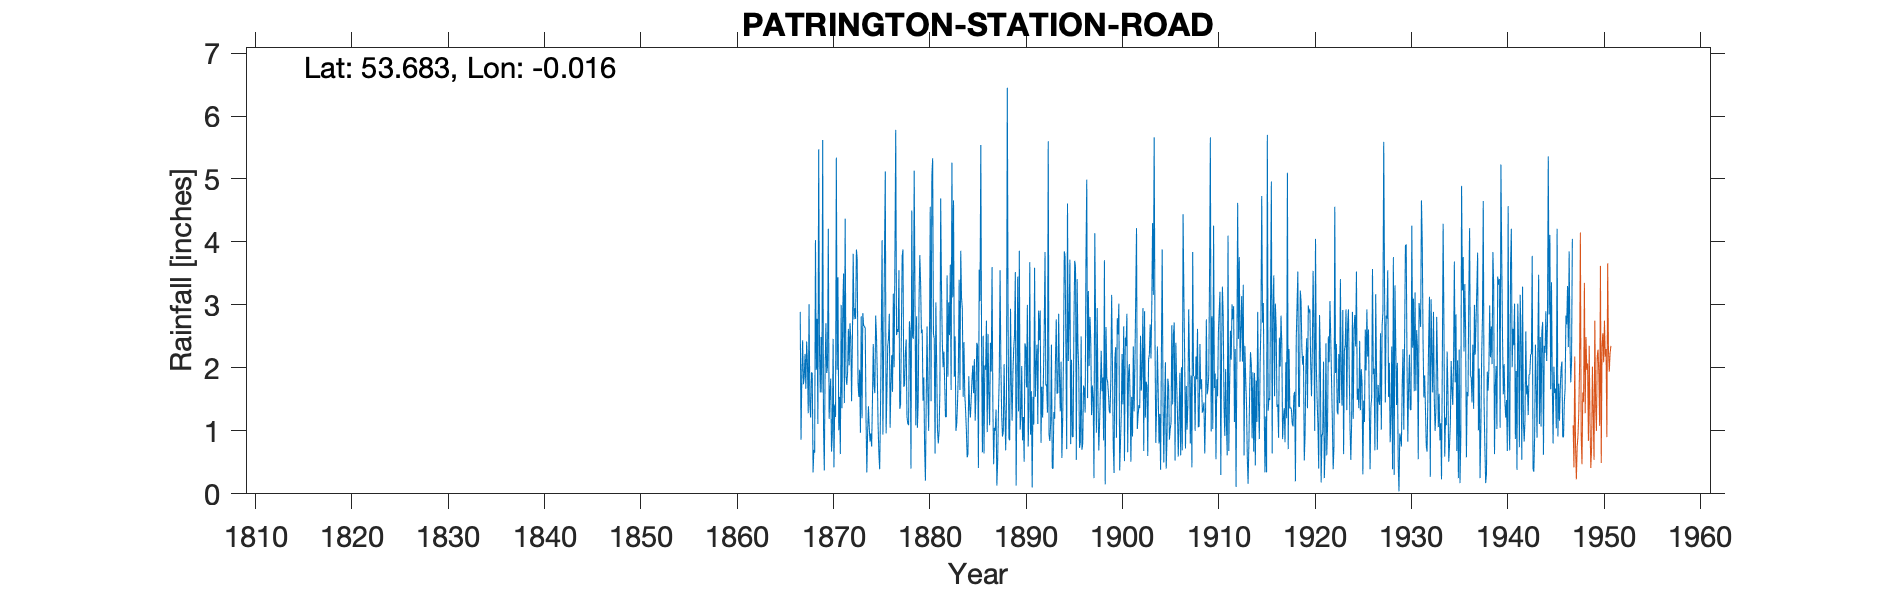 PATRINGTON-STATION-ROAD
Lat: 53.683, Lon: -0.016
7
6
5
4
3
2
1
0
Rainfall [inches]
1810 1820 1830 1840 1850 1860 1870 1880 1890 1900 1910 1920 1930 1940 1950 1960
Year